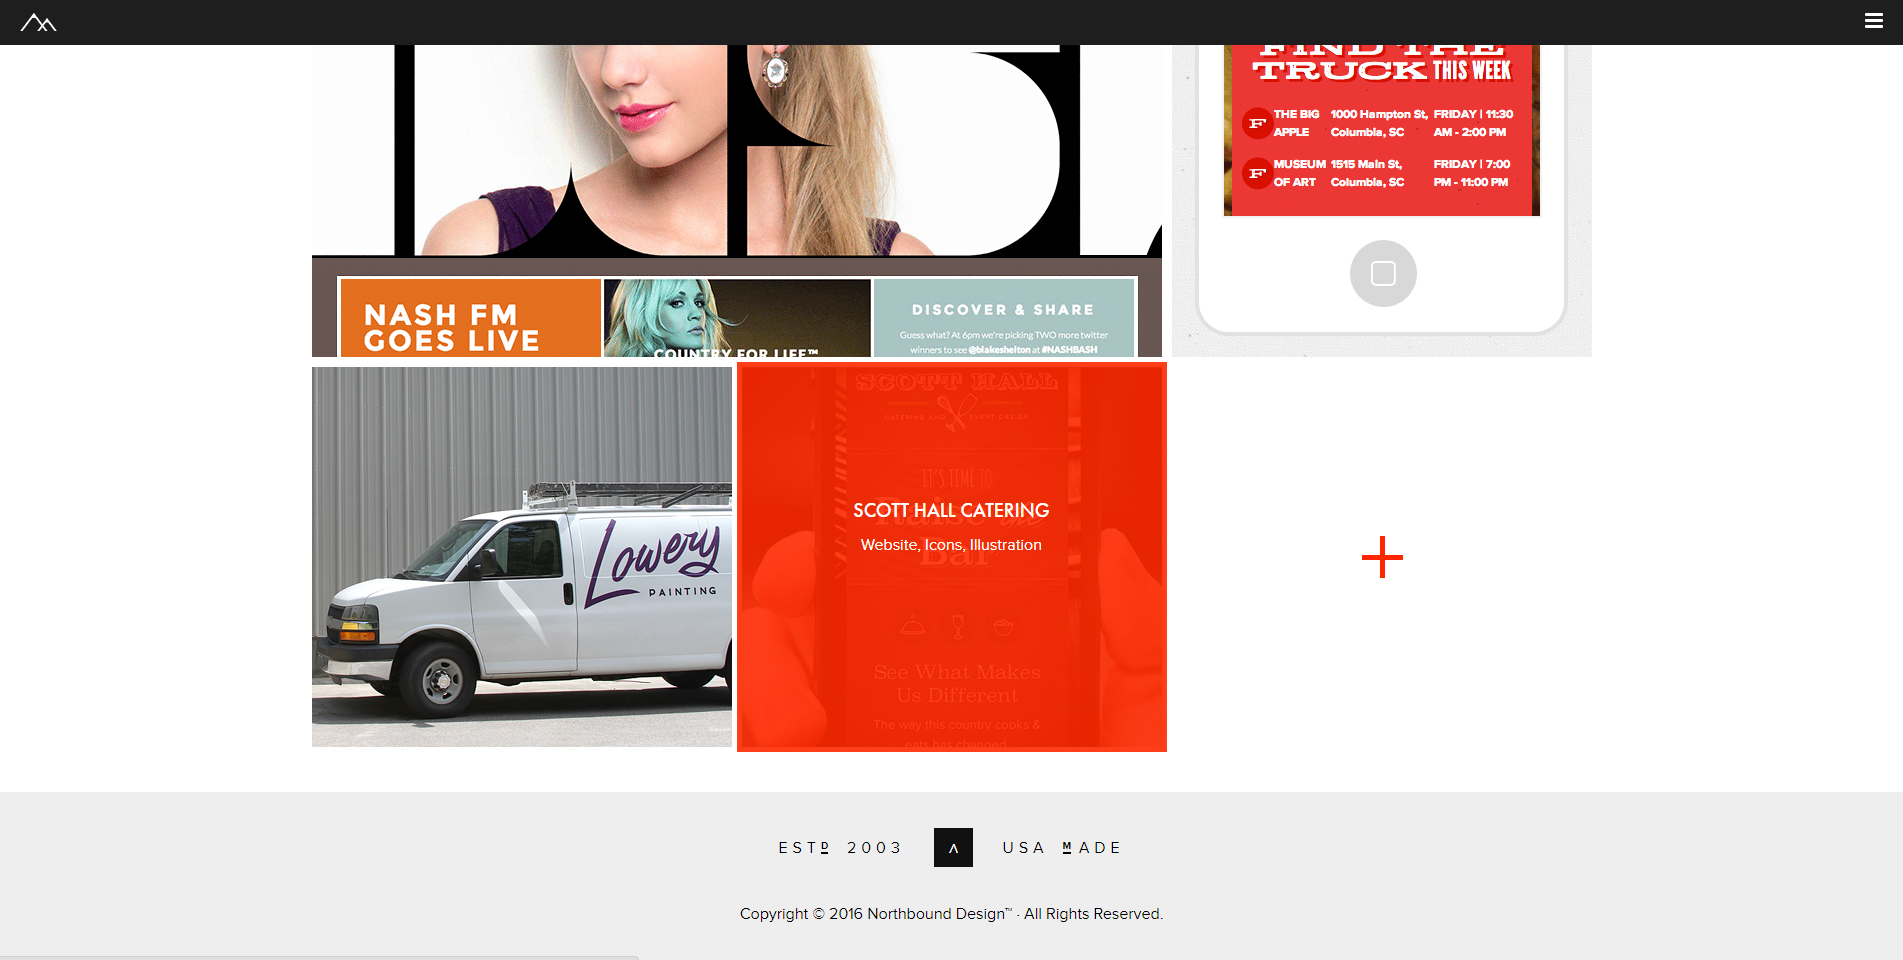 FIND THE
TRUCK THIS WEEK
THE BIG APPLE 1000 Hampton St, Columbia, SC FRIDAY | 11:30 AM - 2:00 PM
MUSEUM OF ART 1515 Main St, Columbia, SC FRIDAY | 7:00 PM - 11:00 PM
NASH FM
GOES LIVE
COUNTRY FOR LIFE™
DISCOVER & SHARE
Guess what? At 6pm we're picking TWO more twitter
winners to see @blakeshelton at #NASHBASH
Lowery
PAINTING
SCOTT HALL
CATERING AND EVENT DESIGN
IT'S TIME TO
Raise the
Bar
SCOTT HALL CATERING
Website, Icons, Illustration
See What Makes
Us Different
The way this country cooks &
eats has changed
ESTD 2003 ^ USA MADE
Copyright © 2016 Northbound Design™ · All Rights Reserved.